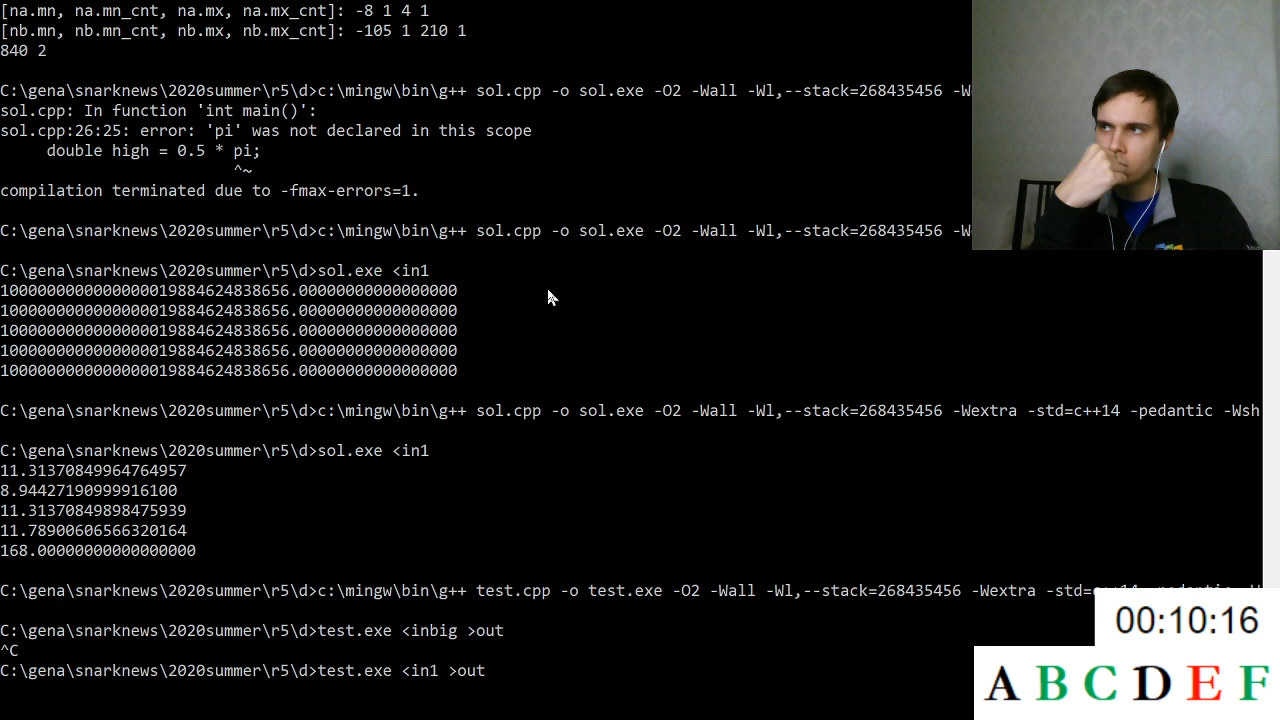 [na.mn, na.mn_cnt, na.mx, na.mx_cnt]: -8 1 4 1
[nb.mn, nb.mn_cnt, nb.mx, nb.mx_cnt]: -105 1 210 1
840 2
C:\gena\snarknews\2020summer\r5\d>c:\mingw\bin\g++ sol.cpp -o sol.exe -O2 -Wall -Wl,--stack=268435456 -W
sol.cpp: In function 'int main()':
sol.cpp:26:25: error: 'pi' was not declared in this scope
double high = 0.5 * pi;
^~
compilation terminated due to -fmax-errors=1.
C:\gena\snarknews\2020summer\r5\d>c:\mingw\bin\g++ sol.cpp -o sol.exe -O2 -Wall -Wl,--stack=268435456 -W
C:\gena\snarknews\2020summer\r5\d>sol.exe <in1
10000000000000000019884624838656.00000000000000000
10000000000000000019884624838656.00000000000000000
10000000000000000019884624838656.00000000000000000
10000000000000000019884624838656.00000000000000000
10000000000000000019884624838656.00000000000000000
C:\gena\snarknews\2020summer\r5\d>c:\mingw\bin\g++ sol.cpp -o sol.exe -O2 -Wall -Wl,--stack=268435456 -Wextra -std=c++14 -pedantic -Wsh
C:\gena\snarknews\2020summer\r5\d>sol.exe <in1
11.31370849964764957
8.94427190999916100
11.31370849898475939
11.78900606566320164
168.00000000000000000
C:\gena\snarknews\2020summer\r5\d>c:\mingw\bin\g++ test.cpp -o test.exe -O2 -Wall -Wl,--stack=268435456 -Wextra
C:\gena\snarknews\2020summer\r5\d>test.exe <inbig >out
^C
C:\gena\snarknews\2020summer\r5\d>test.exe <in1 >out
00:10:16
A B C D E F